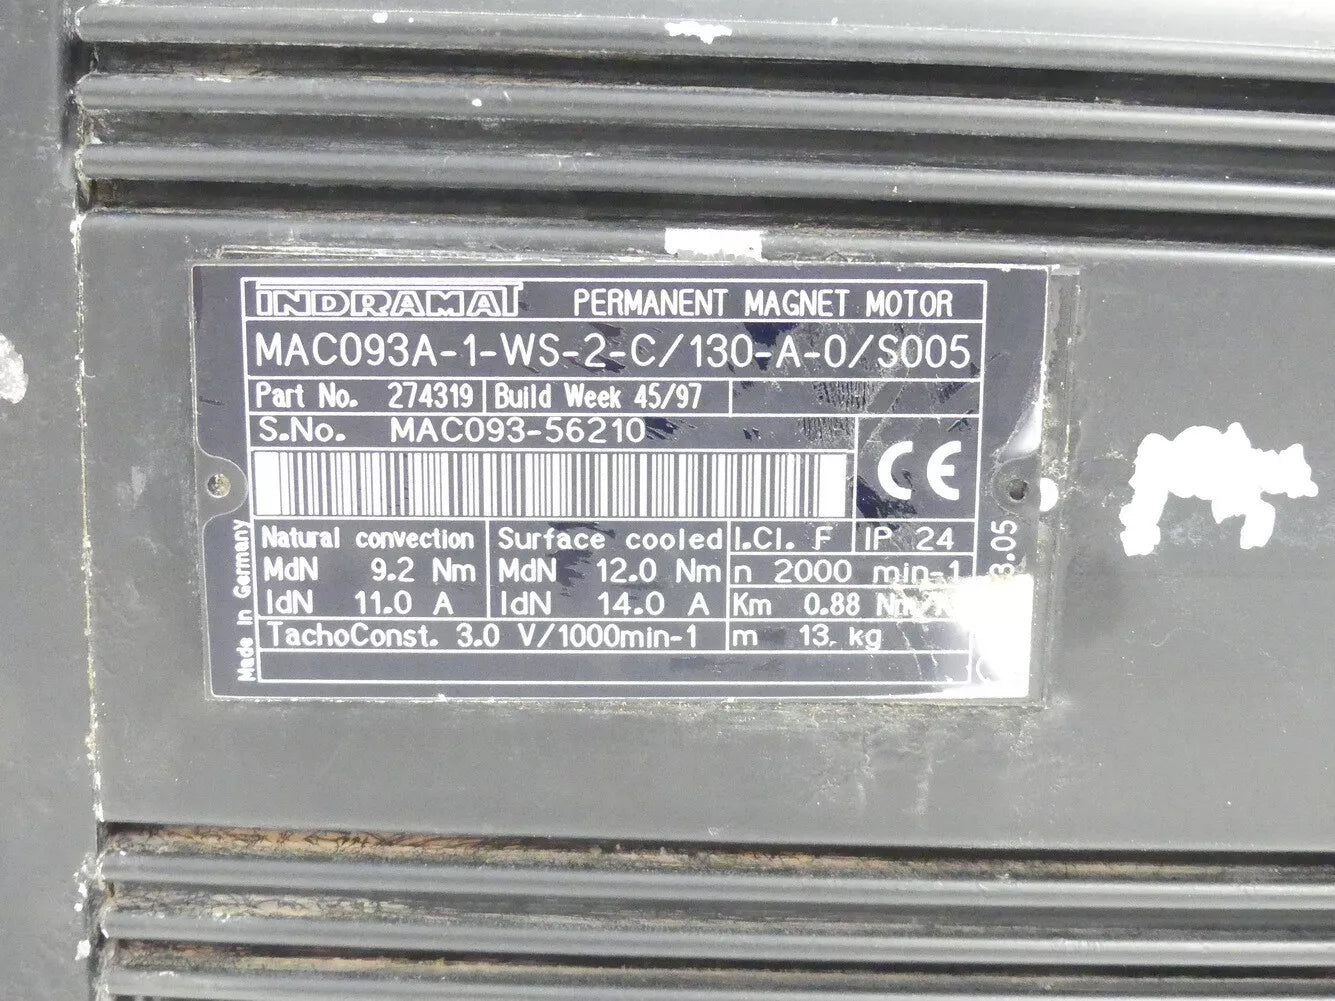 INDRAMAT PERMANENT MAGNET MOTOR
MAC093A-1-WS-2-C/130-A-0/S005
Part No. 274319 Build Week 45/97
S.No. MAC093-56210
CE
Natural convection Surface cooled I.Cl. F IP 24
MdN 9.2 Nm MdN 12.0 Nm n 2000 min-1
IdN 11.0 A IdN 14.0 A Km 0.88
TachoConst. 3.0 V/1000min-1 m 13. kg
Made in Germany